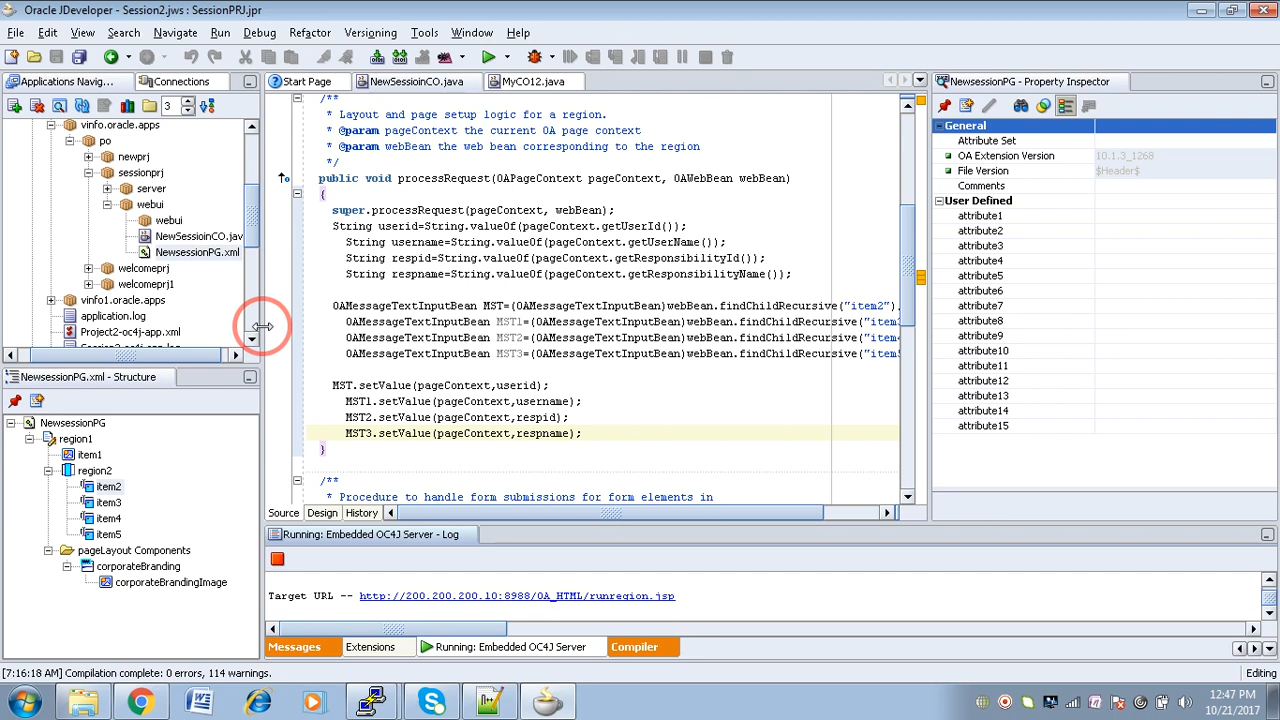 Oracle JDeveloper - Session2.jws : SessionPRJ.jpr
File Edit View Search Navigate Run Debug Refactor Versioning Tools Window Help
Applications Navig... Connections
3
vinfo.oracle.apps
po
newprj
sessionprj
server
webui
webui
NewSessioinCO.jav
NewsessionPG.xml
welcomeprj
welcomeprj1
vinfo1.oracle.apps
application.log
Project2-oc4j-app.xml
NewsessionPG.xml - Structure
NewsessionPG
region1
item1
region2
item2
item3
item4
item5
pageLayout Components
corporateBranding
corporateBrandingImage
Start Page NewSessioinCO.java MyCO12.java
/**
* Layout and page setup logic for a region.
* @param pageContext the current OA page context
* @param webBean the web bean corresponding to the region
*/
public void processRequest(OAPageContext pageContext, OAWebBean webBean)
{
super.processRequest(pageContext, webBean);
String userid=String.valueOf(pageContext.getUserId());
String username=String.valueOf(pageContext.getUserName());
String respid=String.valueOf(pageContext.getResponsibilityId());
String respname=String.valueOf(pageContext.getResponsibilityName());
OAMessageTextInputBean MST=(OAMessageTextInputBean)webBean.findChildRecursive("item2").
OAMessageTextInputBean MST1=(OAMessageTextInputBean)webBean.findChildRecursive("item
OAMessageTextInputBean MST2=(OAMessageTextInputBean)webBean.findChildRecursive("item
OAMessageTextInputBean MST3=(OAMessageTextInputBean)webBean.findChildRecursive("item
MST.setValue(pageContext,userid);
MST1.setValue(pageContext,username);
MST2.setValue(pageContext,respid);
MST3.setValue(pageContext,respname);
}
/**
* Procedure to handle form submissions for form elements in
Source Design History
NewsessionPG - Property Inspector
General
Attribute Set
OA Extension Version 10.1.3_1268
File Version $Header$
Comments
User Defined
attribute1
attribute2
attribute3
attribute4
attribute5
attribute6
attribute7
attribute8
attribute9
attribute10
attribute11
attribute12
attribute13
attribute14
attribute15
Running: Embedded OC4J Server - Log
Target URL -- http://200.200.200.10:8988/OA_HTML/runregion.jsp
Messages Extensions Running: Embedded OC4J Server Compiler
[7:16:18 AM] Compilation complete: 0 errors, 114 warnings. Editing
12:47 PM
10/21/2017